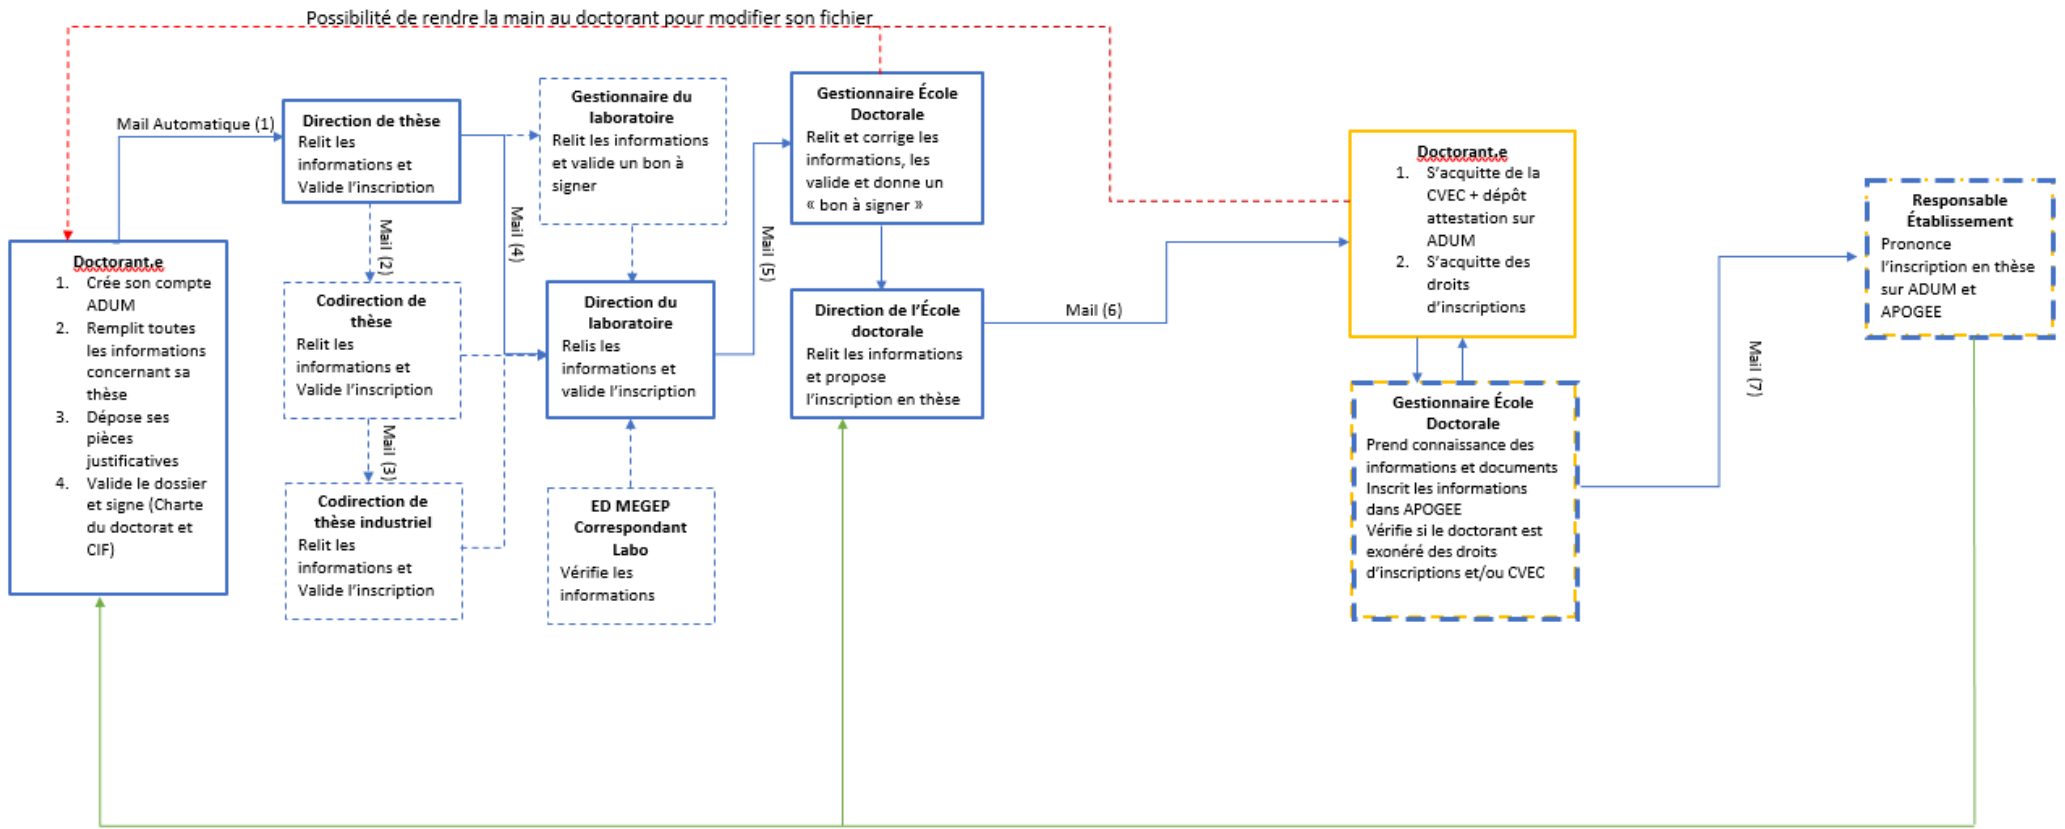 Possibilité de rendre la main au doctorant pour modifier son fichier
Mail Automatique (1)
Doctorant.e
1. Crée son compte
ADUM
2. Remplit toutes
les informations
concernant sa
thèse
3. Dépose ses
pièces
justificatives
4. Valide le dossier
et signe (Charte
du doctorat et
CIF)
Direction de thèse
Relit les
informations et
Valide l’inscription
Mail (2)
Codirection de
thèse
Relit les
informations et
Valide l’inscription
Mail (3)
Codirection de
thèse industriel
Relit les
informations et
Valide l’inscription
Mail (4)
Gestionnaire du
laboratoire
Relit les informations
et valide un bon à
signer
Direction du
laboratoire
Relis les
informations et
valide l’inscription
ED MEGEP
Correspondant
Labo
Vérifie les
informations
Mail (5)
Gestionnaire École
Doctorale
Relit et corrige les
informations, les
valide et donne un
« bon à signer »
Direction de l’École
doctorale
Relit les informations
et propose
l’inscription en thèse
Mail (6)
Doctorant.e
1. S’acquitte de la
CVEC + dépôt
attestation sur
ADUM
2. S’acquitte des
droits
d’inscriptions
Gestionnaire École
Doctorale
Prend connaissance des
informations et documents
Inscrit les informations
dans APOGEE
Vérifie si le doctorant est
exonéré des droits
d’inscriptions et/ou CVEC
Mail (7)
Responsable
Établissement
Prononce
l’inscription en thèse
sur ADUM et
APOGEE